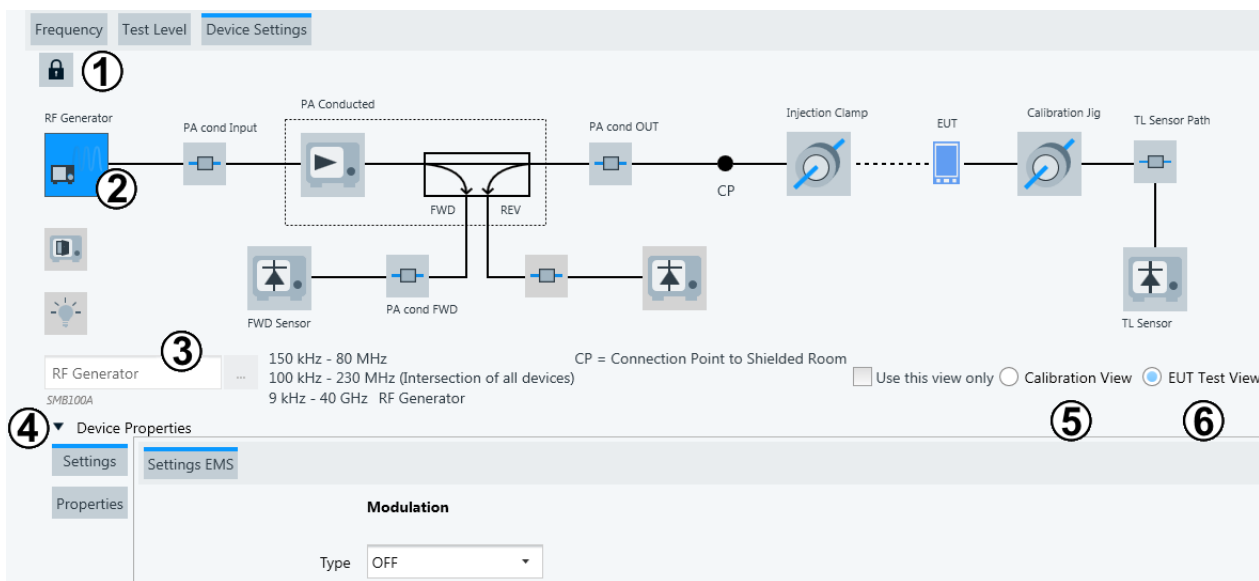 Frequency Test Level Device Settings
1
RF Generator
PA cond Input
PA Conducted
PA cond OUT
Injection Clamp
EUT
Calibration Jig
TL Sensor Path
2
CP
FWD REV
FWD Sensor
PA cond FWD
TL Sensor
3
RF Generator ...
SMB100A
150 kHz - 80 MHz
100 kHz - 230 MHz (Intersection of all devices)
9 kHz - 40 GHz RF Generator
CP = Connection Point to Shielded Room
Use this view only Calibration View EUT Test View
5 6
4 Device Properties
Settings Settings EMS
Properties
Modulation
Type OFF